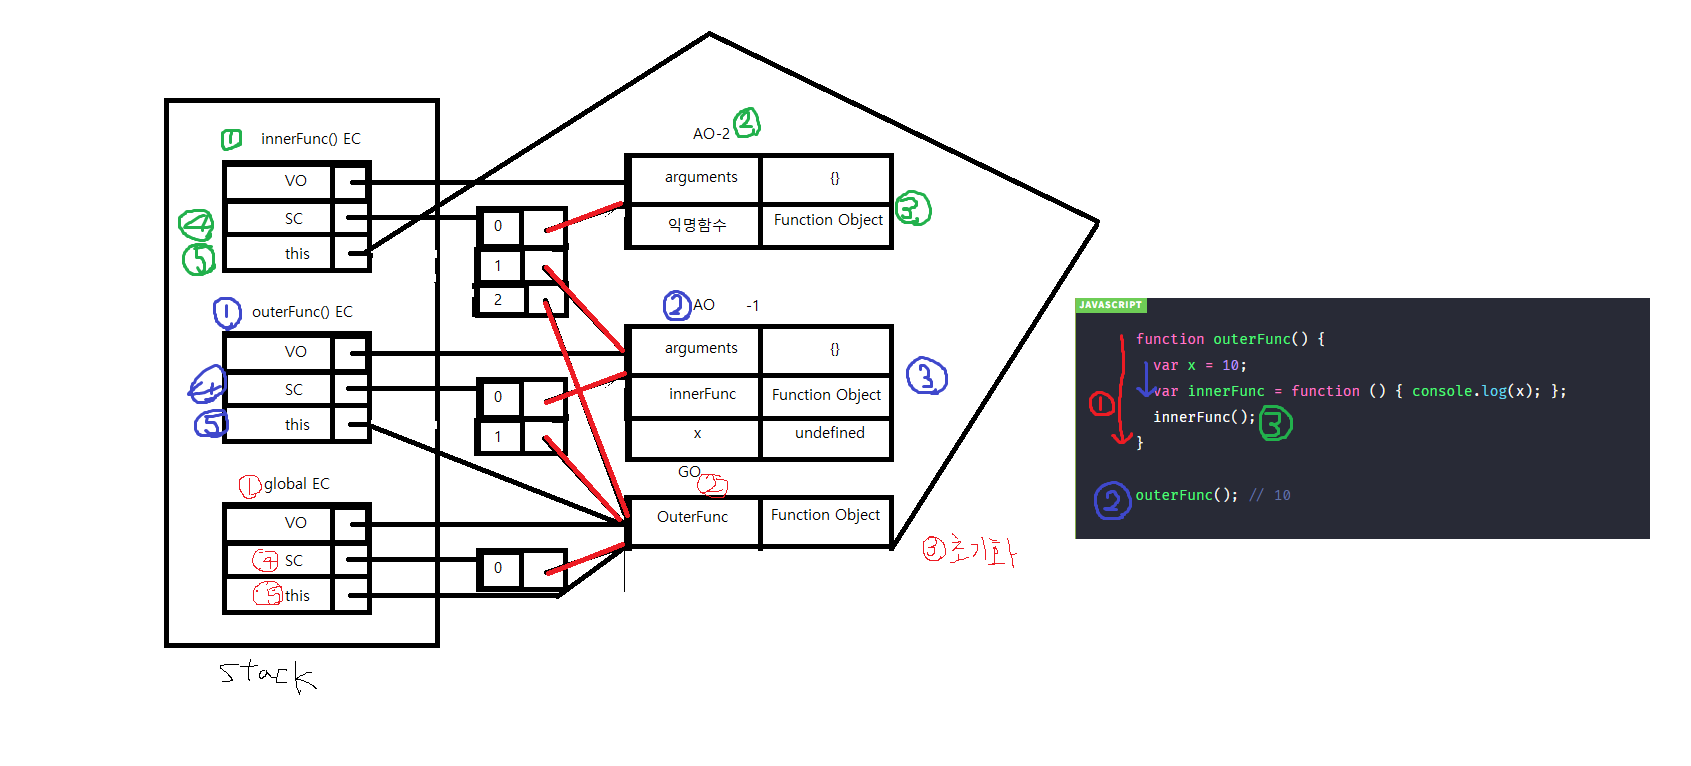 1 innerFunc() EC
VO
4 SC
5 this
1 outerFunc() EC
VO
4 SC
5 this
1 global EC
VO
4 SC
5 this
stack
0
1
2
0
1
0
AO-2 2
arguments {}
익명함수 Function Object 3
2 AO -1
arguments {}
innerFunc Function Object
x undefined
3
GO 2
OuterFunc Function Object
3 초기화
JAVASCRIPT
function outerFunc() {
var x = 10;
var innerFunc = function () { console.log(x); };
1 innerFunc(); 3
}
2 outerFunc(); // 10